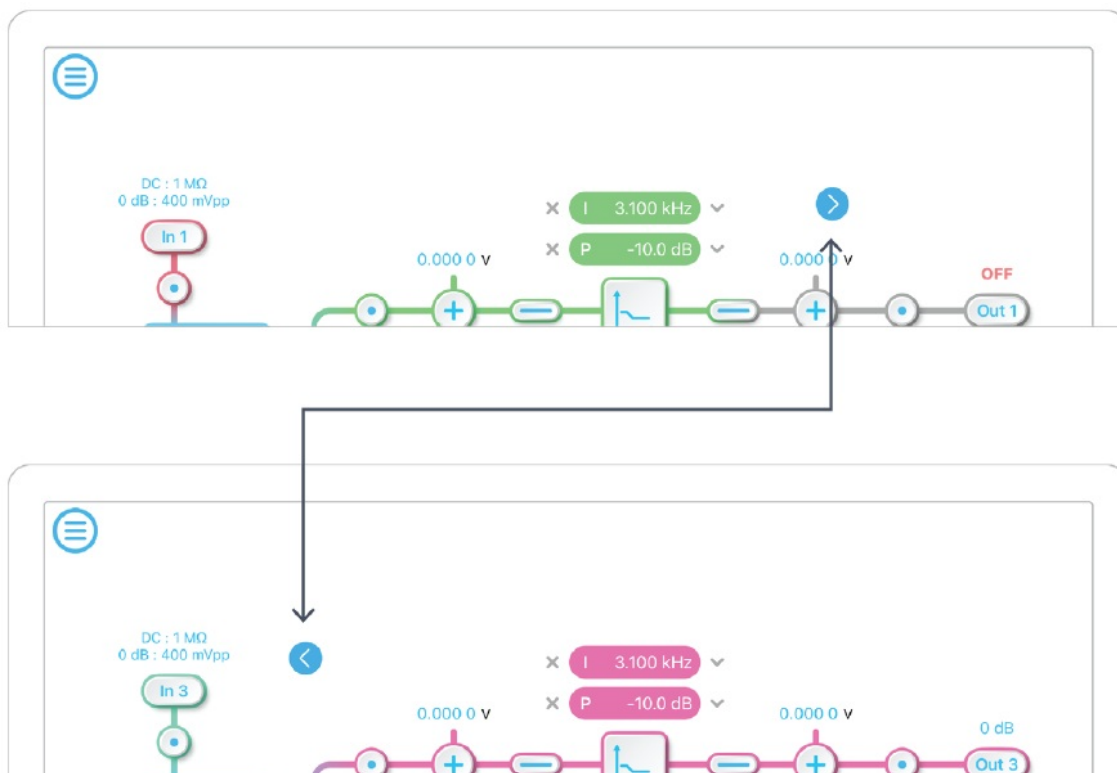 DC : 1 MΩ
0 dB : 400 mVpp
In 1
I 3.100 kHz
P -10.0 dB
0.000 0 V
0.000 0 V
OFF
Out 1
DC : 1 MΩ
0 dB : 400 mVpp
In 3
I 3.100 kHz
P -10.0 dB
0.000 0 V
0.000 0 V
0 dB
Out 3